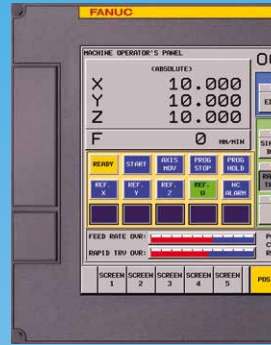 FANUC
MACHINE OPERATOR'S PANEL
(ABSOLUTE)
X 10.000
Y 10.000
Z 10.000
F 0 MM/MIN
READY START AXIS MOV PROG STOP PROG HOLD
REF. X REF. Y REF. Z REF. U NC ALARM
FEED RATE OVR:
RAPID TRV OVR:
SCREEN 1 SCREEN 2 SCREEN 3 SCREEN 4 SCREEN 5 POS